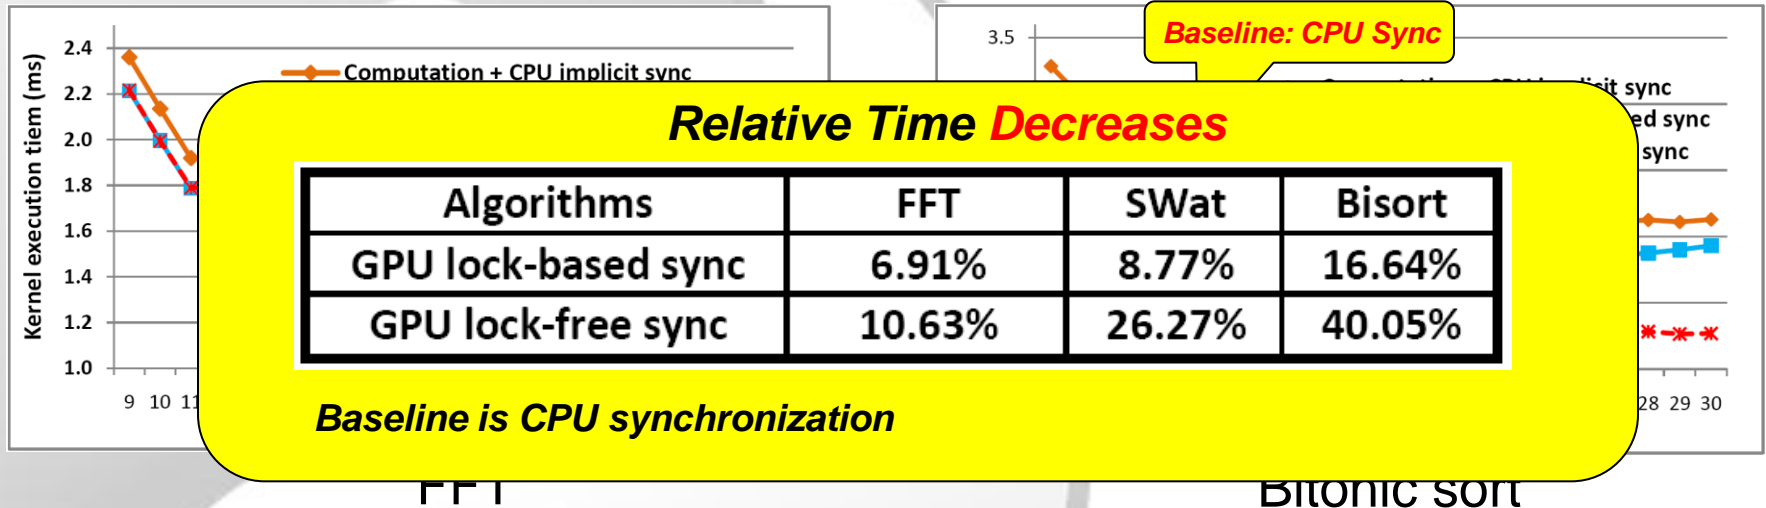 Kernel execution tiem (ms)
2.4
2.2
2.0
1.8
1.6
1.4
1.2
1.0
9 10 11
Computation + CPU implicit sync
FFT
3.5
Baseline: CPU Sync
sync
sync
sync
28 29 30
Bitonic sort
Relative Time Decreases
Algorithms FFT SWat Bisort
GPU lock-based sync 6.91% 8.77% 16.64%
GPU lock-free sync 10.63% 26.27% 40.05%
Baseline is CPU synchronization